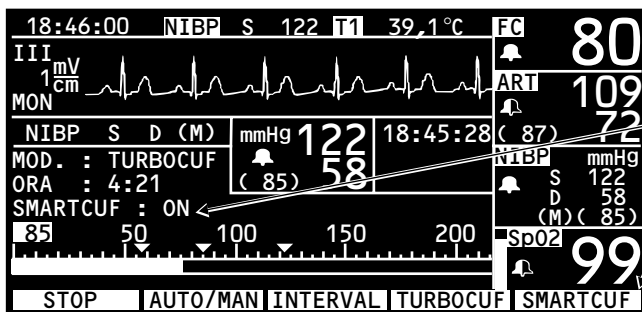 18:46:00 NIBP S 122 T1 39,1°C
FC 80
III
1 mV
cm
MON
ART 109
72
( 87)
NIBP S D (M)
mmHg 122
58
( 85)
18:45:28
MOD. : TURBOCUF
ORA : 4:21
SMARTCUF : ON
NIBP mmHg
S 122
D 58
(M)( 85)
85 50 100 150 200
SpO2
99
STOP AUTO/MAN INTERVAL TURBOCUF SMARTCUF